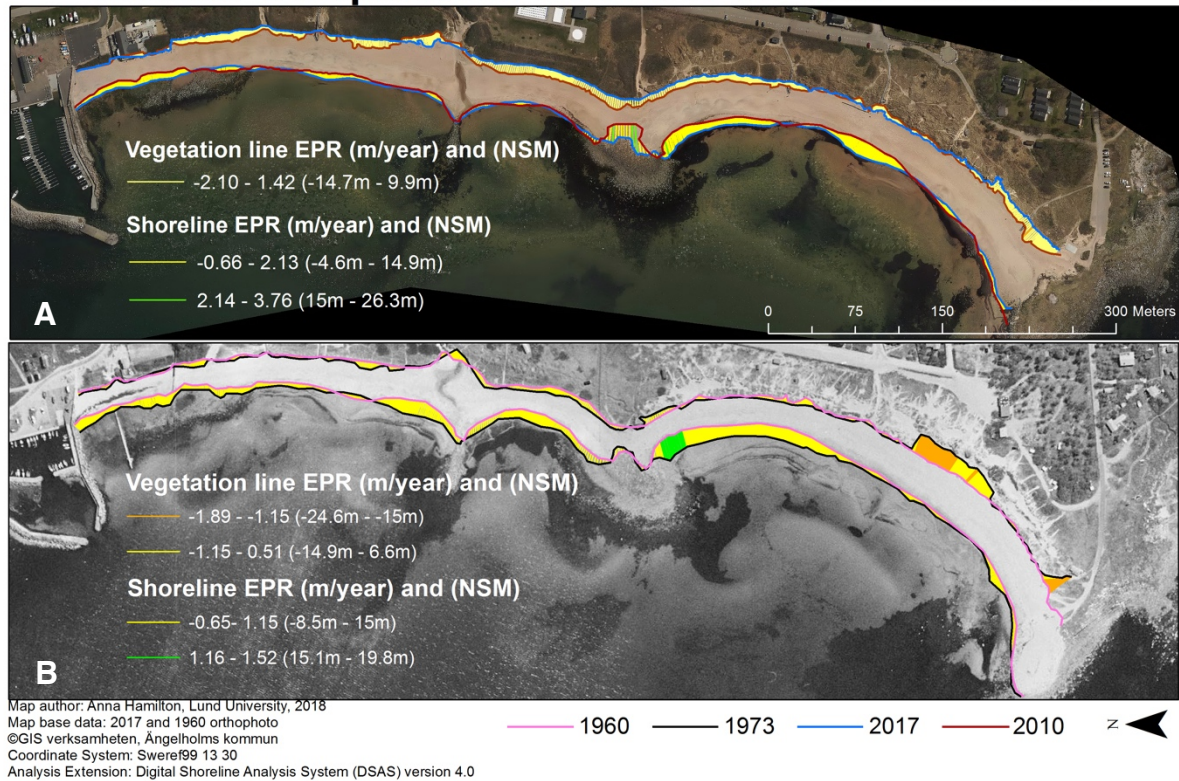 Vegetation line EPR (m/year) and (NSM)
-2.10 - 1.42 (-14.7m - 9.9m)
Shoreline EPR (m/year) and (NSM)
-0.66 - 2.13 (-4.6m - 14.9m)
2.14 - 3.76 (15m - 26.3m)
A
0 75 150 300 Meters
Vegetation line EPR (m/year) and (NSM)
-1.89 - -1.15 (-24.6m - -15m)
-1.15 - 0.51 (-14.9m - 6.6m)
Shoreline EPR (m/year) and (NSM)
-0.65- 1.15 (-8.5m - 15m)
1.16 - 1.52 (15.1m - 19.8m)
B
Map author: Anna Hamilton, Lund University, 2018
Map base data: 2017 and 1960 orthophoto
©GIS verksamheten, Ängelholms kommun
Coordinate System: Sweref99 13 30
Analysis Extension: Digital Shoreline Analysis System (DSAS) version 4.0
1960 1973 2017 2010 N